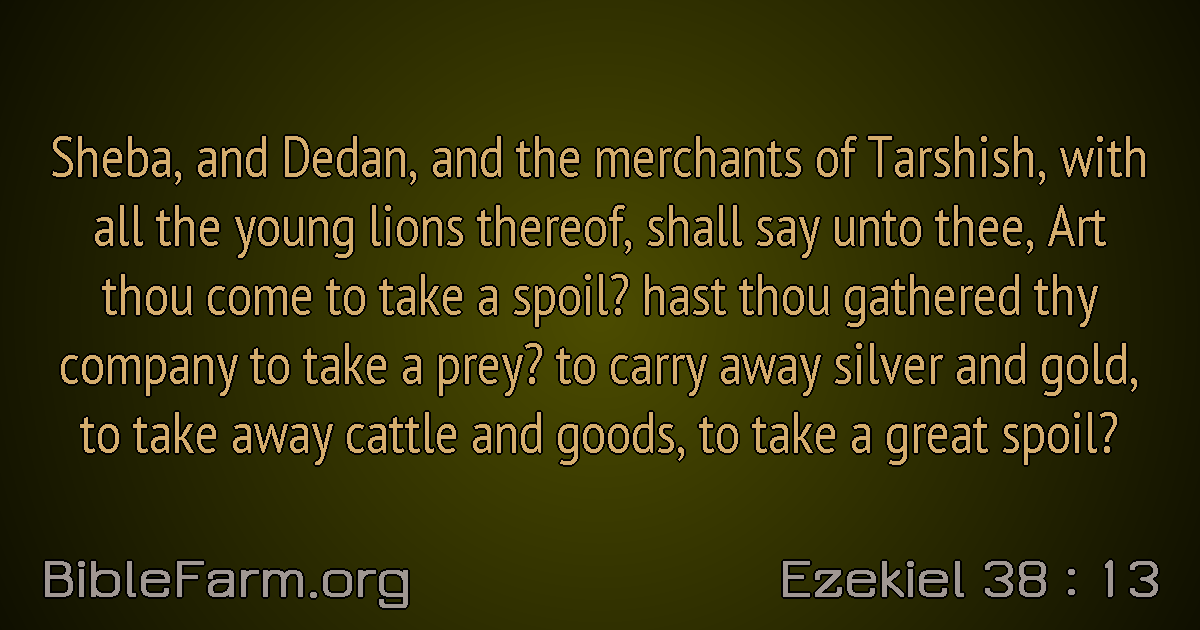 Sheba, and Dedan, and the merchants of Tarshish, with
all the young lions thereof, shall say unto thee, Art
thou come to take a spoil? hast thou gathered thy
company to take a prey? to carry away silver and gold,
to take away cattle and goods, to take a great spoil?
BibleFarm.org
Ezekiel 38 : 13